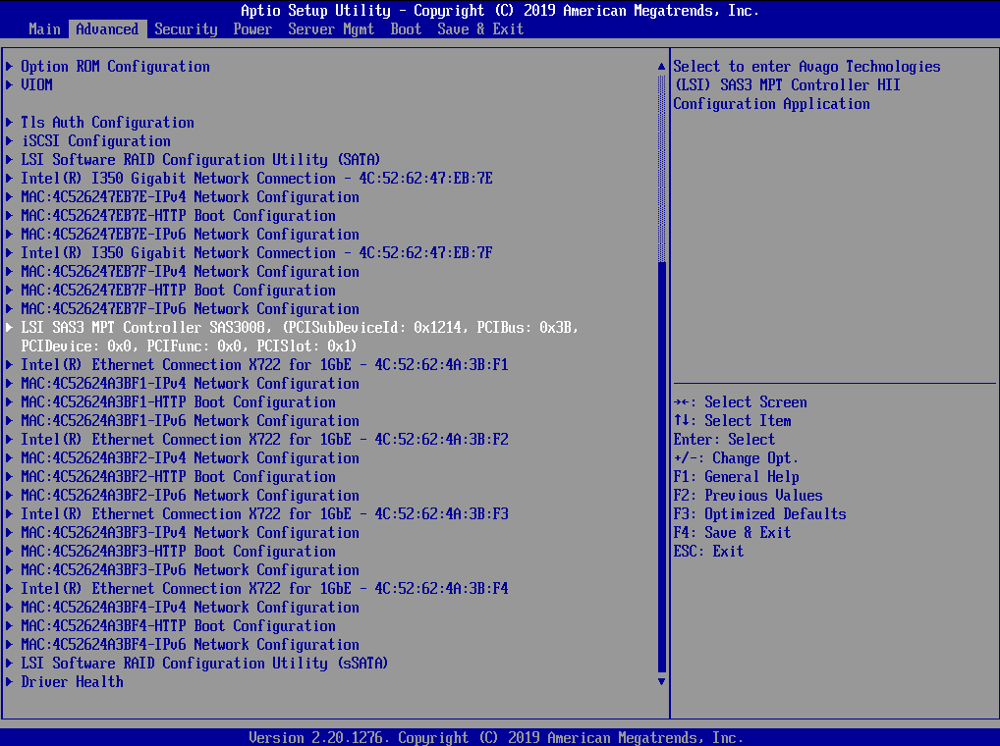 Aptio Setup Utility - Copyright (C) 2019 American Megatrends, Inc.
Main Advanced Security Power Server Mgmt Boot Save & Exit
Option ROM Configuration
VIOM
Tls Auth Configuration
iSCSI Configuration
LSI Software RAID Configuration Utility (SATA)
Intel(R) I350 Gigabit Network Connection - 4C:52:62:47:EB:7E
MAC:4C526247EB7E-IPv4 Network Configuration
MAC:4C526247EB7E-HTTP Boot Configuration
MAC:4C526247EB7E-IPv6 Network Configuration
Intel(R) I350 Gigabit Network Connection - 4C:52:62:47:EB:7F
MAC:4C526247EB7F-IPv4 Network Configuration
MAC:4C526247EB7F-HTTP Boot Configuration
MAC:4C526247EB7F-IPv6 Network Configuration
LSI SAS3 MPT Controller SAS3008, (PCISubDeviceId: 0x1214, PCIBus: 0x3B,
PCIDevice: 0x0, PCIFunc: 0x0, PCISlot: 0x1)
Intel(R) Ethernet Connection X722 for 1GbE - 4C:52:62:4A:3B:F1
MAC:4C52624A3BF1-IPv4 Network Configuration
MAC:4C52624A3BF1-HTTP Boot Configuration
MAC:4C52624A3BF1-IPv6 Network Configuration
Intel(R) Ethernet Connection X722 for 1GbE - 4C:52:62:4A:3B:F2
MAC:4C52624A3BF2-IPv4 Network Configuration
MAC:4C52624A3BF2-HTTP Boot Configuration
MAC:4C52624A3BF2-IPv6 Network Configuration
Intel(R) Ethernet Connection X722 for 1GbE - 4C:52:62:4A:3B:F3
MAC:4C52624A3BF3-IPv4 Network Configuration
MAC:4C52624A3BF3-HTTP Boot Configuration
MAC:4C52624A3BF3-IPv6 Network Configuration
Intel(R) Ethernet Connection X722 for 1GbE - 4C:52:62:4A:3B:F4
MAC:4C52624A3BF4-IPv4 Network Configuration
MAC:4C52624A3BF4-HTTP Boot Configuration
MAC:4C52624A3BF4-IPv6 Network Configuration
LSI Software RAID Configuration Utility (sSATA)
Driver Health
Select to enter Avago Technologies
(LSI) SAS3 MPT Controller HII
Configuration Application
→←: Select Screen
↑↓: Select Item
Enter: Select
+/-: Change Opt.
F1: General Help
F2: Previous Values
F3: Optimized Defaults
F4: Save & Exit
ESC: Exit
Version 2.20.1276. Copyright (C) 2019 American Megatrends, Inc.